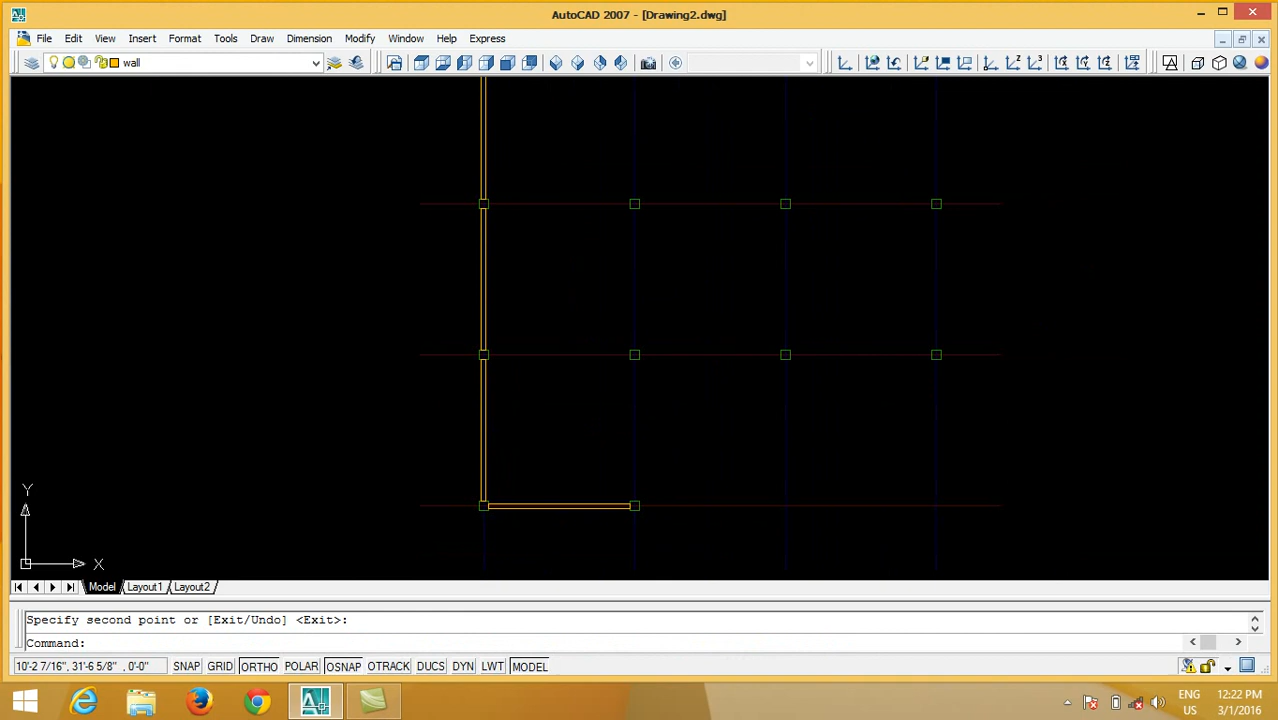 AutoCAD 2007 - [Drawing2.dwg]
File Edit View Insert Format Tools Draw Dimension Modify Window Help Express
wall
Y
X
Model Layout1 Layout2
Specify second point or [Exit/Undo] <Exit>:
Command:
10'-2 7/16", 31'-6 5/8" , 0'-0" SNAP GRID ORTHO POLAR OSNAP OTRACK DUCS DYN LWT MODEL
ENG 12:22 PM
US 3/1/2016